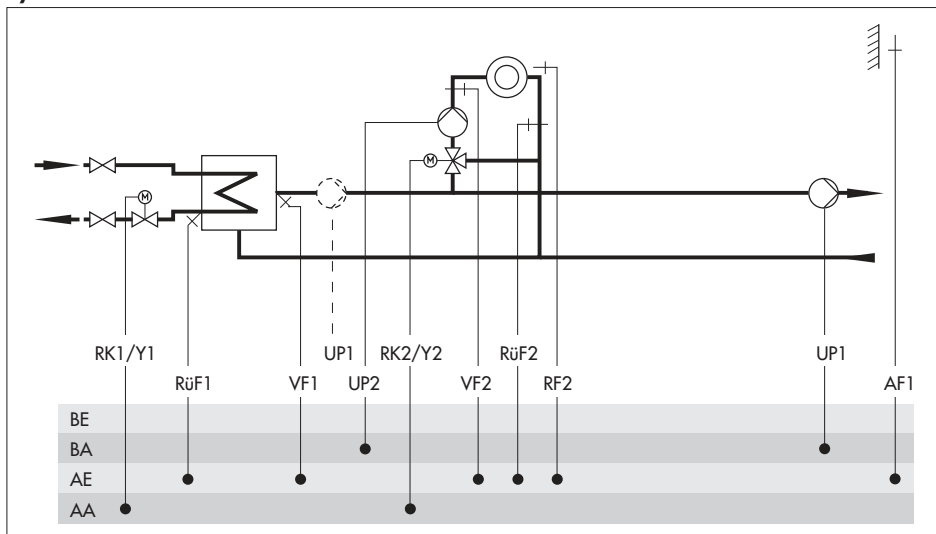 M
M
M
RK1/Y1
UP1
RK2/Y2
UP1
RüF1
VF1
UP2
VF2
RüF2
RF2
AF1
BE
BA
AE
AA